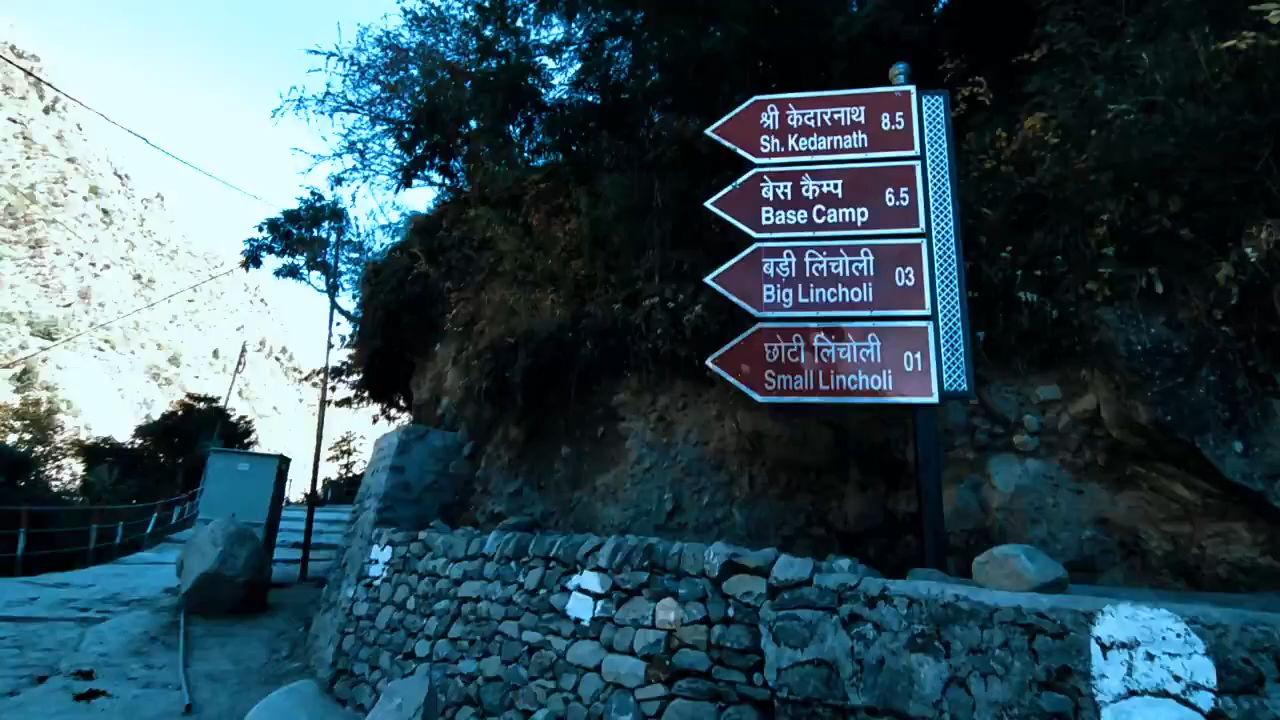 श्री केदारनाथ 8.5
Sh. Kedarnath
बेस कैम्प 6.5
Base Camp
बड़ी लिंचोली 03
Big Lincholi
छोटी लिंचोली 01
Small Lincholi